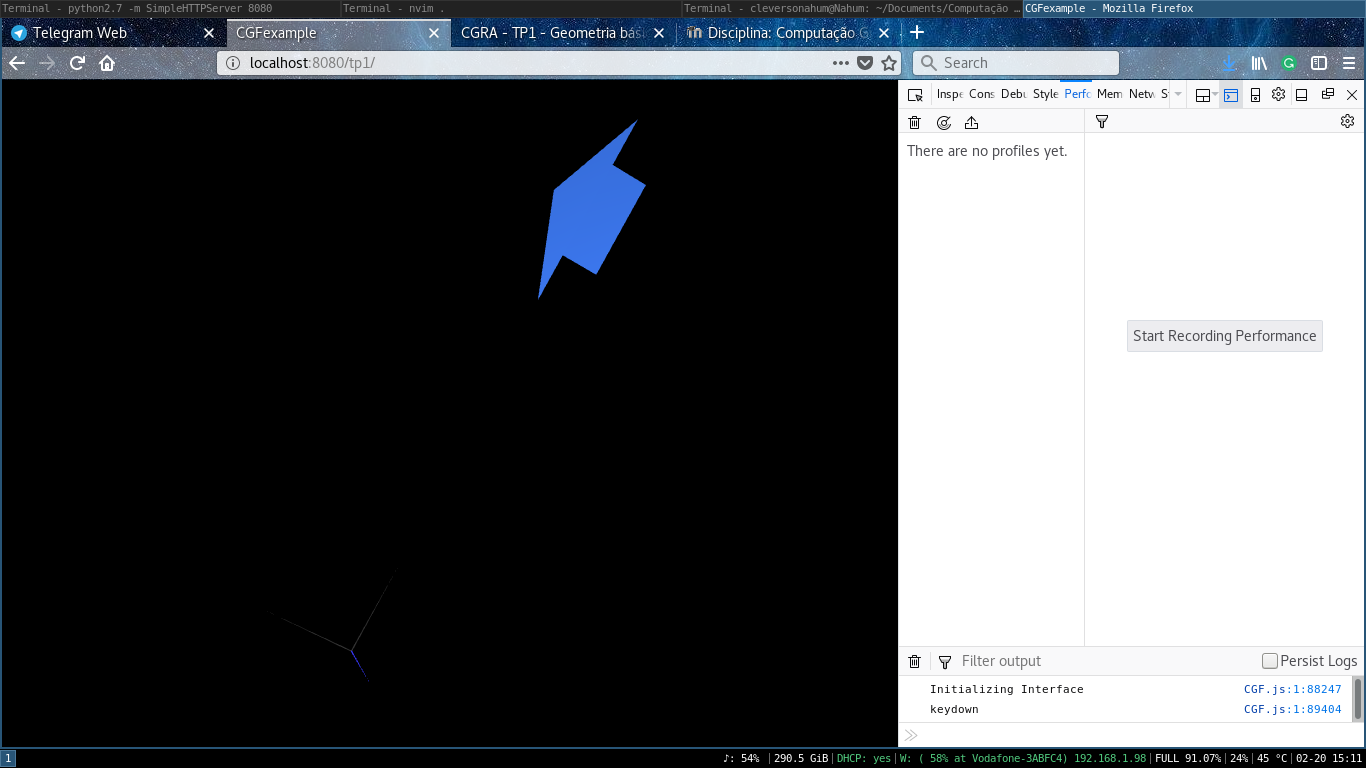 Terminal - python2.7 -m SimpleHTTPServer 8080 Terminal - nvim . Terminal - cleversonahum@Nahum: ~/Documents/Computação … CGFexample - Mozilla Firefox
Telegram Web CGFexample CGRA - TP1 - Geometria bás Disciplina: Computação G
localhost:8080/tp1/ Search
Inspe Cons Debu Style Perfo Mem Netw S
There are no profiles yet.
Start Recording Performance
Filter output Persist Logs
Initializing Interface CGF.js:1:88247
keydown CGF.js:1:89404
1 ♪: 54% |290.5 GiB|DHCP: yes|W: ( 58% at Vodafone-3ABFC4) 192.168.1.98|FULL 91.07%|24%|45 °C|02-20 15:11